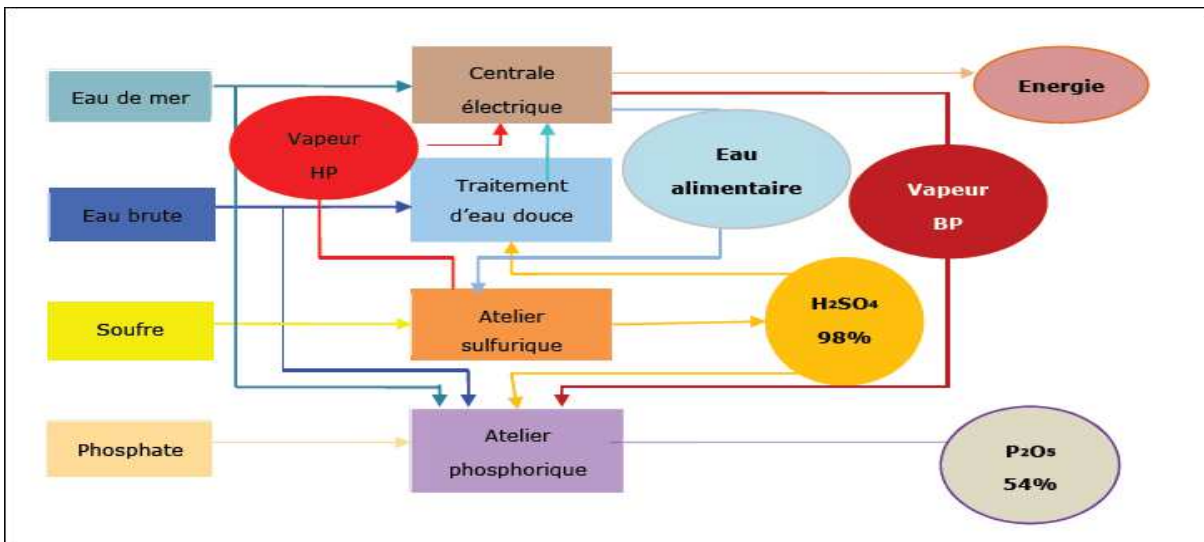 Eau de mer
Centrale
électrique
Energie
Vapeur
HP
Eau
alimentaire
Eau brute
Traitement
d'eau douce
Vapeur
BP
Soufre
Atelier
sulfurique
H₂SO₄
98%
Phosphate
Atelier
phosphorique
P₂O₅
54%